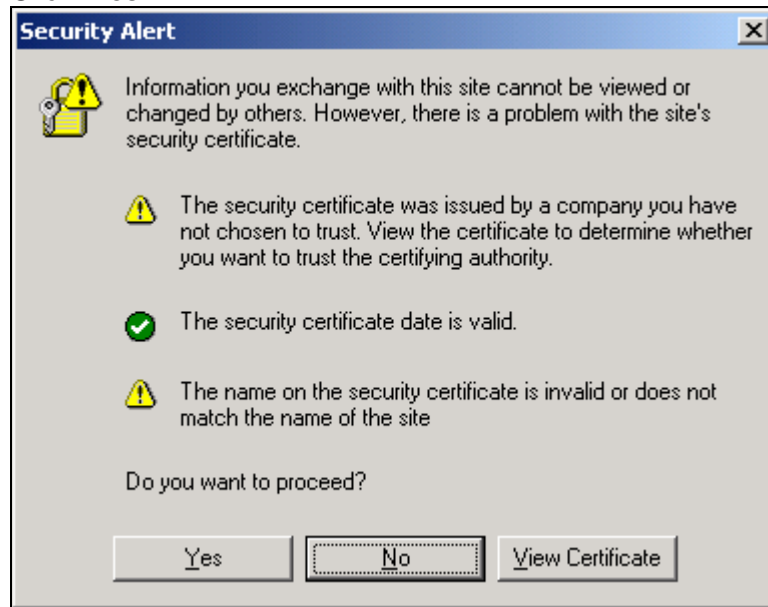 Security Alert
Information you exchange with this site cannot be viewed or
changed by others. However, there is a problem with the site's
security certificate.
The security certificate was issued by a company you have
not chosen to trust. View the certificate to determine whether
you want to trust the certifying authority.
The security certificate date is valid.
The name on the security certificate is invalid or does not
match the name of the site
Do you want to proceed?
Yes
No
View Certificate